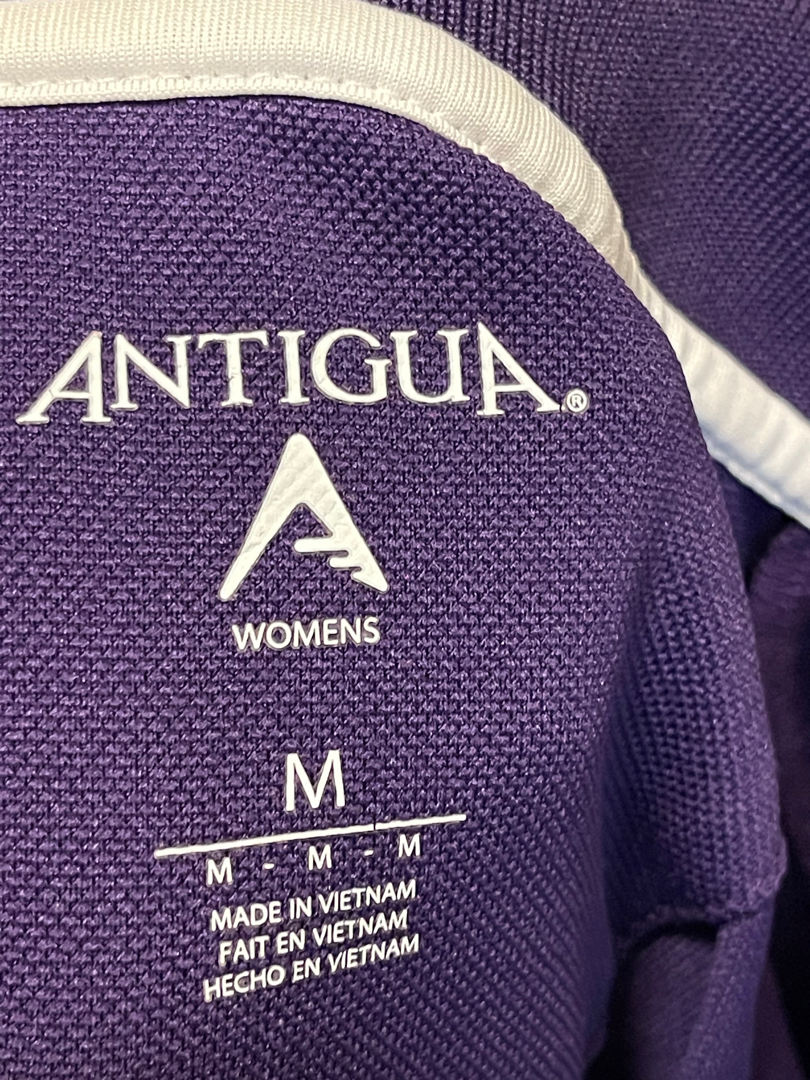 ANTIGUA®
WOMENS
M
M - M - M
MADE IN VIETNAM
FAIT EN VIETNAM
HECHO EN VIETNAM